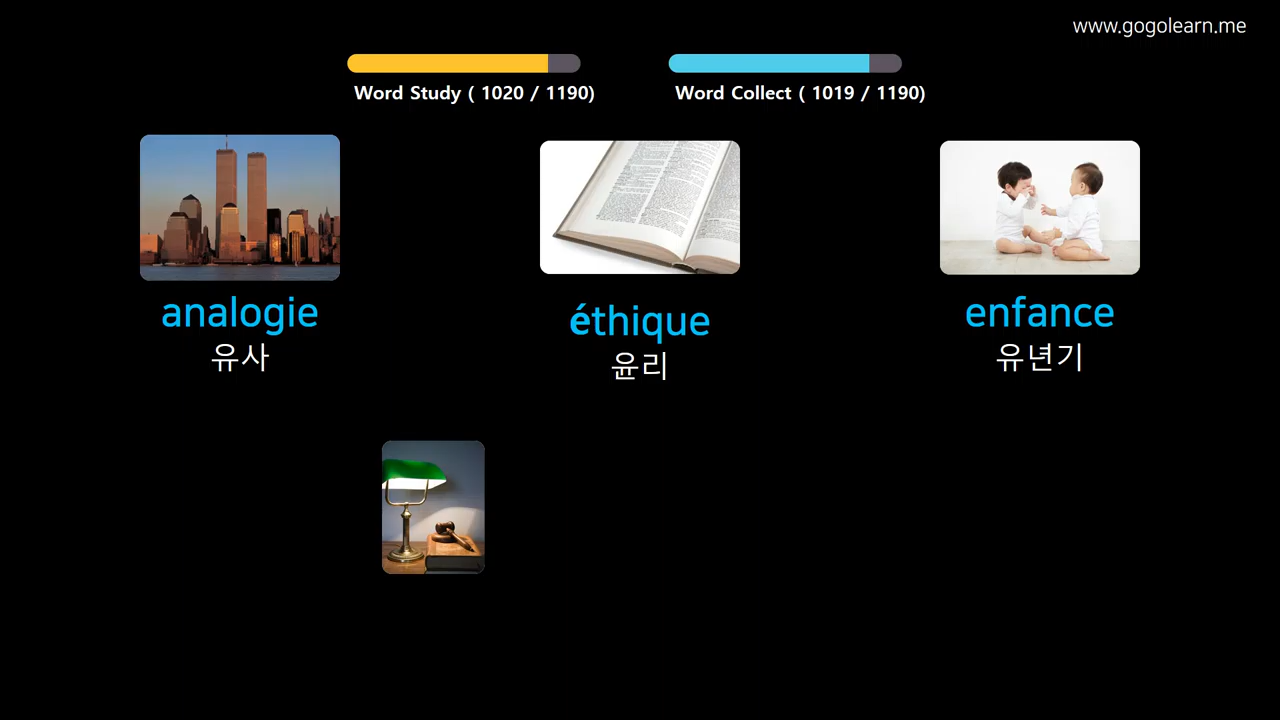 www.gogolearn.me
Word Study ( 1020 / 1190)
Word Collect ( 1019 / 1190)
analogie
유사
éthique
윤리
enfance
유년기